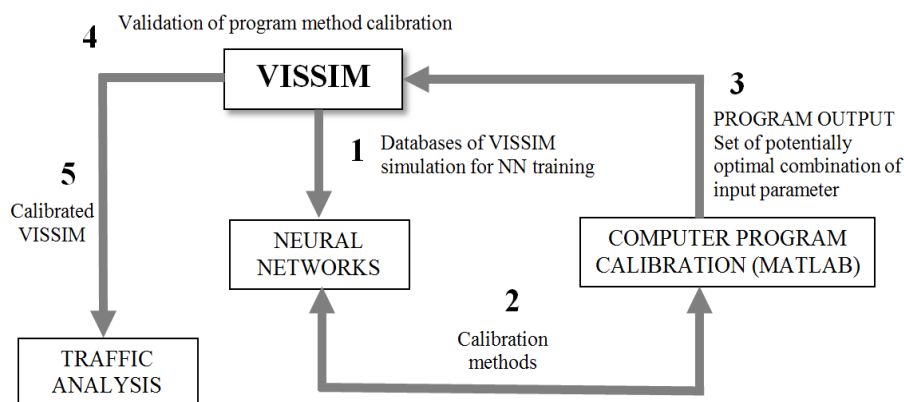 4 Validation of program method calibration
VISSIM
3
PROGRAM OUTPUT
Set of potentially
optimal combination of
input parameter
1 Databases of VISSIM
simulation for NN training
5
Calibrated
VISSIM
NEURAL
NETWORKS
COMPUTER PROGRAM
CALIBRATION (MATLAB)
2
Calibration
methods
TRAFFIC
ANALYSIS